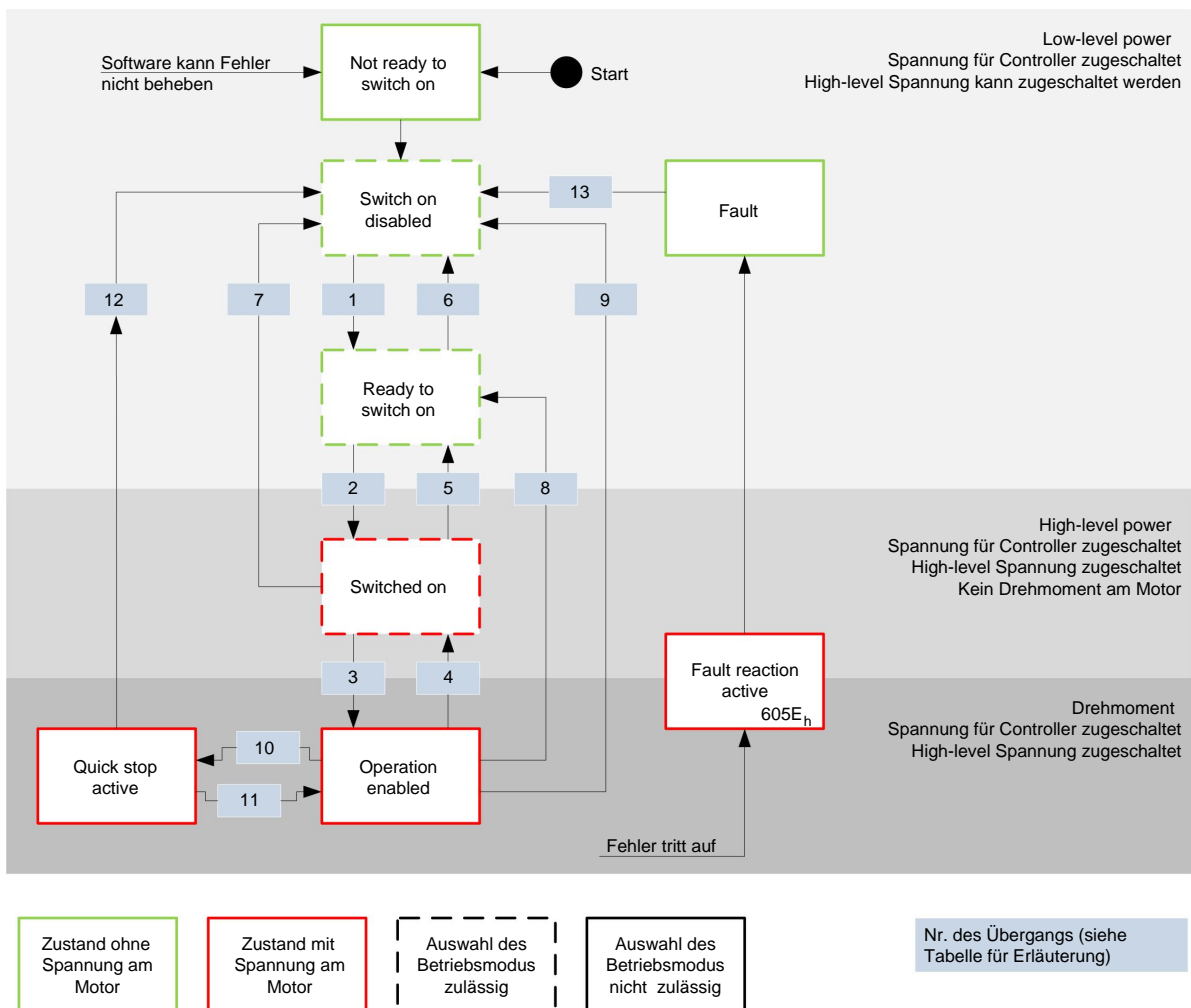 Low-level power
Spannung für Controller zugeschaltet
High-level Spannung kann zugeschaltet werden
Software kann Fehler
nicht beheben
Not ready to
switch on
Start
Switch on
disabled
13
Fault
12
7
1
6
9
Ready to
switch on
2
5
8
High-level power
Spannung für Controller zugeschaltet
High-level Spannung zugeschaltet
Kein Drehmoment am Motor
Switched on
3
4
Fault reaction
active
605Eh
Drehmoment
Spannung für Controller zugeschaltet
High-level Spannung zugeschaltet
Quick stop
active
10
11
Operation
enabled
Fehler tritt auf
Zustand ohne
Spannung am
Motor
Zustand mit
Spannung am
Motor
Auswahl des
Betriebsmodus
zulässig
Auswahl des
Betriebsmodus
nicht zulässig
Nr. des Übergangs (siehe
Tabelle für Erläuterung)